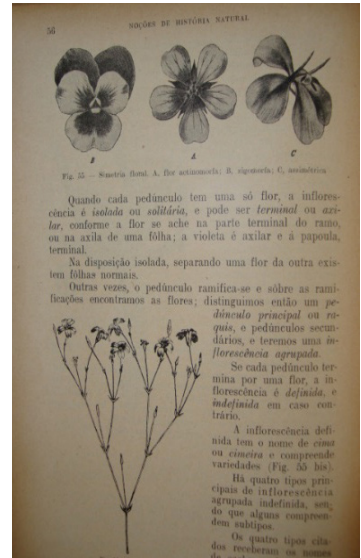 56
NOÇÕES DE HISTÓRIA NATURAL
B
A
C
Fig. 55 — Simetria floral. A, flor actinomorfa; B, zigomorfa; C, assimétrica
Quando cada pedúnculo tem uma só flor, a inflores-
cência é isolada ou solitária, e pode ser terminal ou axi-
lar, conforme a flor se ache na parte terminal do ramo,
ou na axila de uma fôlha; a violeta é axilar e a papoula,
terminal.
Na disposição isolada, separando uma flor da outra exis-
tem fôlhas normais.
Outras vezes, o pedúnculo ramifica-se e sôbre as rami-
ficações encontramos as flores; distinguimos então um pe-
dúnculo principal ou ra-
quis, e pedúnculos secun-
dários, e teremos uma in-
florescência agrupada.
Se cada pedúnculo ter-
mina por uma flor, a in-
florescência é definida, e
indefinida em caso con-
trário.
A inflorescência defi-
nida tem o nome de cima
ou cimeira e compreende
variedades (Fig. 55 bis).
Há quatro tipos prin-
cipais de inflorescência
agrupada indefinida, sen-
do que alguns compreen-
dem subtipos.
Os quatro tipos cita-
dos receberam os nomes